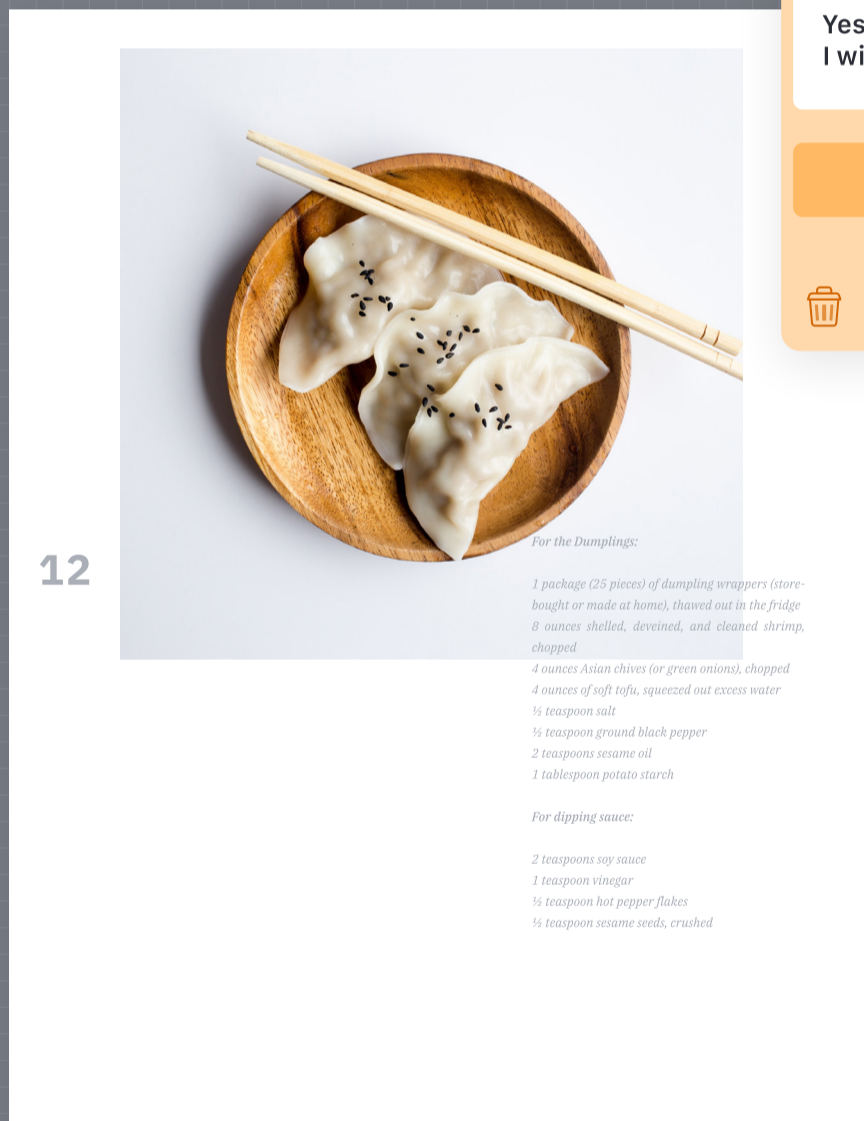 Yes
I wi
12
For the Dumplings:
1 package (25 pieces) of dumpling wrappers (store-
bought or made at home), thawed out in the fridge
8 ounces shelled, deveined, and cleaned shrimp,
chopped
4 ounces Asian chives (or green onions), chopped
4 ounces of soft tofu, squeezed out excess water
½ teaspoon salt
½ teaspoon ground black pepper
2 teaspoons sesame oil
1 tablespoon potato starch
For dipping sauce:
2 teaspoons soy sauce
1 teaspoon vinegar
½ teaspoon hot pepper flakes
½ teaspoon sesame seeds, crushed